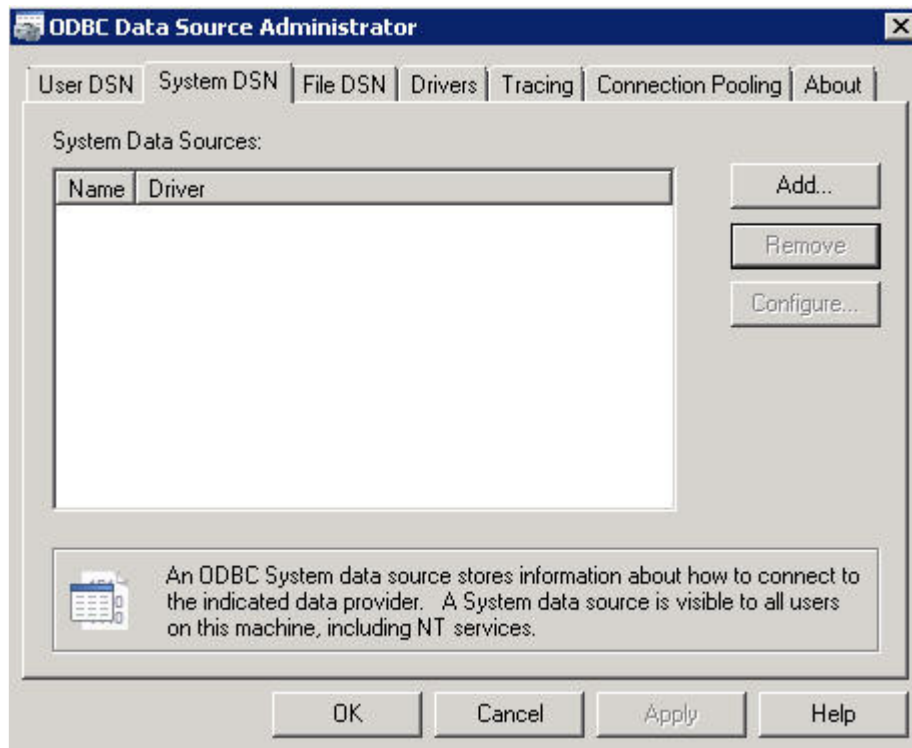 ODBC Data Source Administrator
User DSN System DSN File DSN Drivers Tracing Connection Pooling About
System Data Sources:
Name Driver
Add...
Remove
Configure...
An ODBC System data source stores information about how to connect to
the indicated data provider. A System data source is visible to all users
on this machine, including NT services.
OK Cancel Apply Help